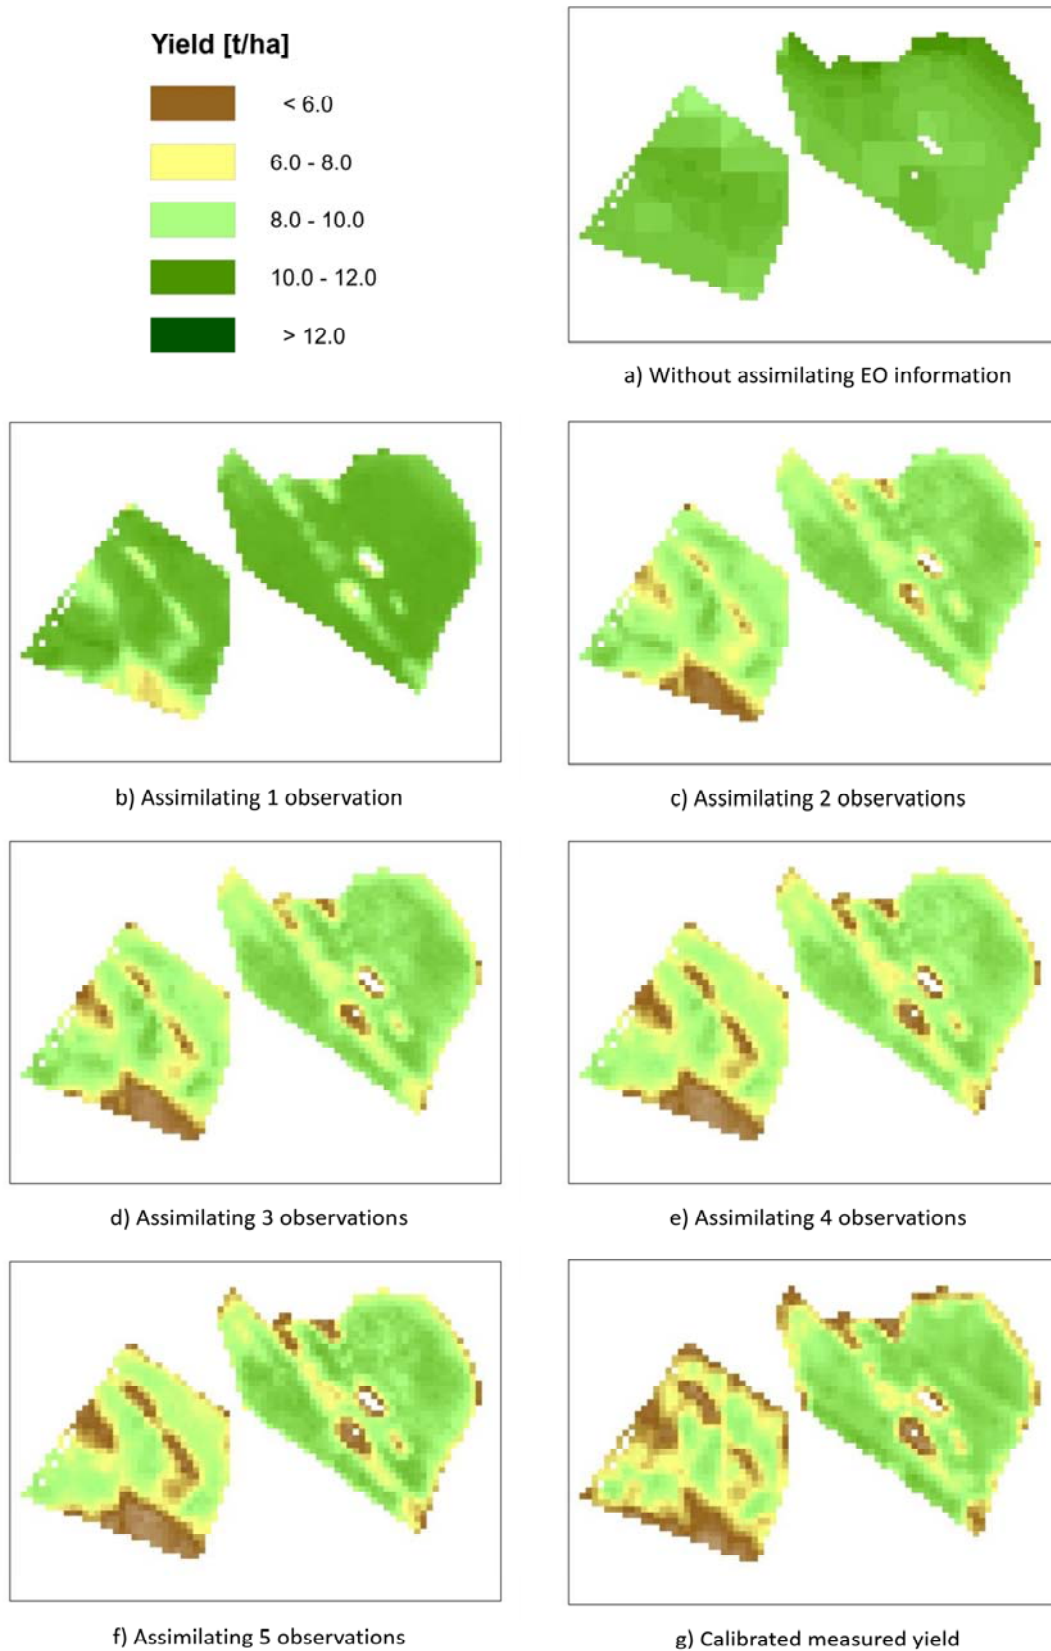 Yield [t/ha]
< 6.0
6.0 - 8.0
8.0 - 10.0
10.0 - 12.0
> 12.0
a) Without assimilating EO information
b) Assimilating 1 observation
c) Assimilating 2 observations
d) Assimilating 3 observations
e) Assimilating 4 observations
f) Assimilating 5 observations
g) Calibrated measured yield